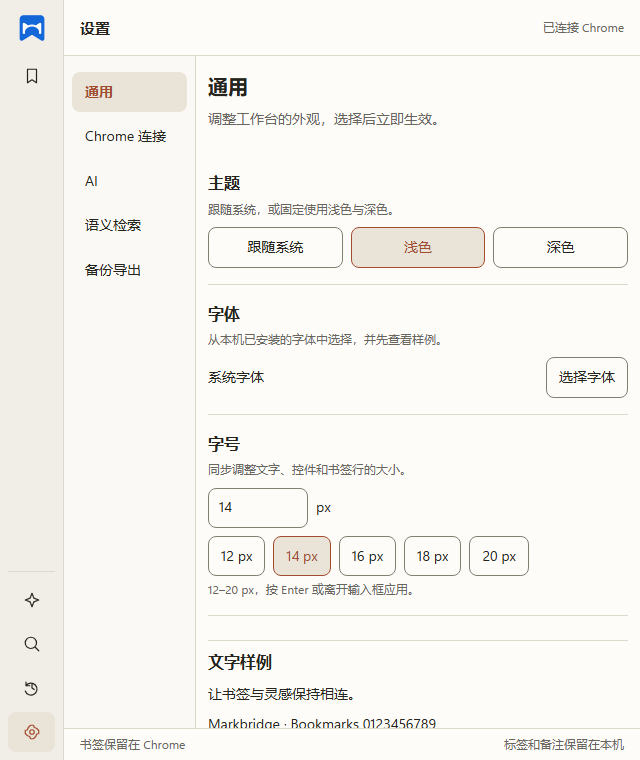 设置
已连接 Chrome
通用
Chrome 连接
AI
语义检索
备份导出
通用
调整工作台的外观，选择后立即生效。
主题
跟随系统，或固定使用浅色与深色。
跟随系统
浅色
深色
字体
从本机已安装的字体中选择，并先查看样例。
系统字体
选择字体
字号
同步调整文字、控件和书签行的大小。
14 px
12 px
14 px
16 px
18 px
20 px
12–20 px，按 Enter 或离开输入框应用。
文字样例
让书签与灵感保持相连。
Markbridge · Bookmarks 0123456789
书签保留在 Chrome
标签和备注保留在本机